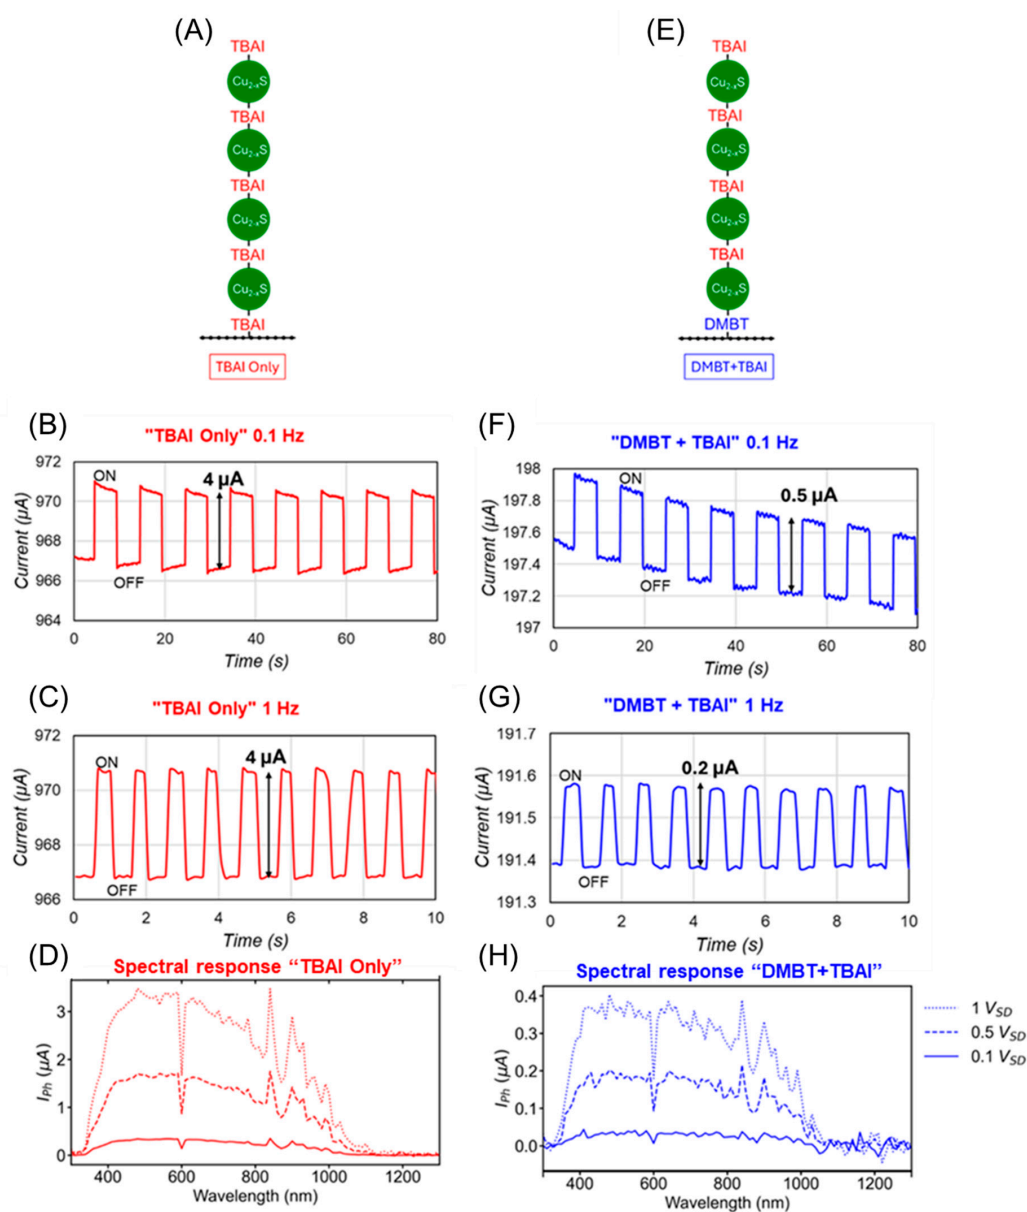 (A)
TBAI
Cu2-xS
TBAI
Cu2-xS
TBAI
Cu2-xS
TBAI
Cu2-xS
TBAI
TBAI Only
(E)
TBAI
Cu2-xS
TBAI
Cu2-xS
TBAI
Cu2-xS
TBAI
Cu2-xS
DMBT
DMBT+TBAI
(B)
"TBAI Only" 0.1 Hz
972
970
968
966
964
Current (µA)
ON
OFF
4 µA
0 20 40 60 80
Time (s)
(F)
"DMBT + TBAI" 0.1 Hz
198
197.8
197.6
197.4
197.2
197
Current (µA)
ON
OFF
0.5 µA
0 20 40 60 80
Time (s)
(C)
"TBAI Only" 1 Hz
972
970
968
966
Current (µA)
ON
OFF
4 µA
0 2 4 6 8 10
Time (s)
(G)
"DMBT + TBAI" 1 Hz
191.7
191.6
191.5
191.4
191.3
Current (µA)
ON
OFF
0.2 µA
0 2 4 6 8 10
Time (s)
(D)
Spectral response “TBAI Only”
3
2
1
0
IPh (µA)
400 600 800 1000 1200
Wavelength (nm)
(H)
Spectral response “DMBT+TBAI”
0.4
0.3
0.2
0.1
0.0
IPh (µA)
400 600 800 1000 1200
Wavelength (nm)
1 VSD
0.5 VSD
0.1 VSD